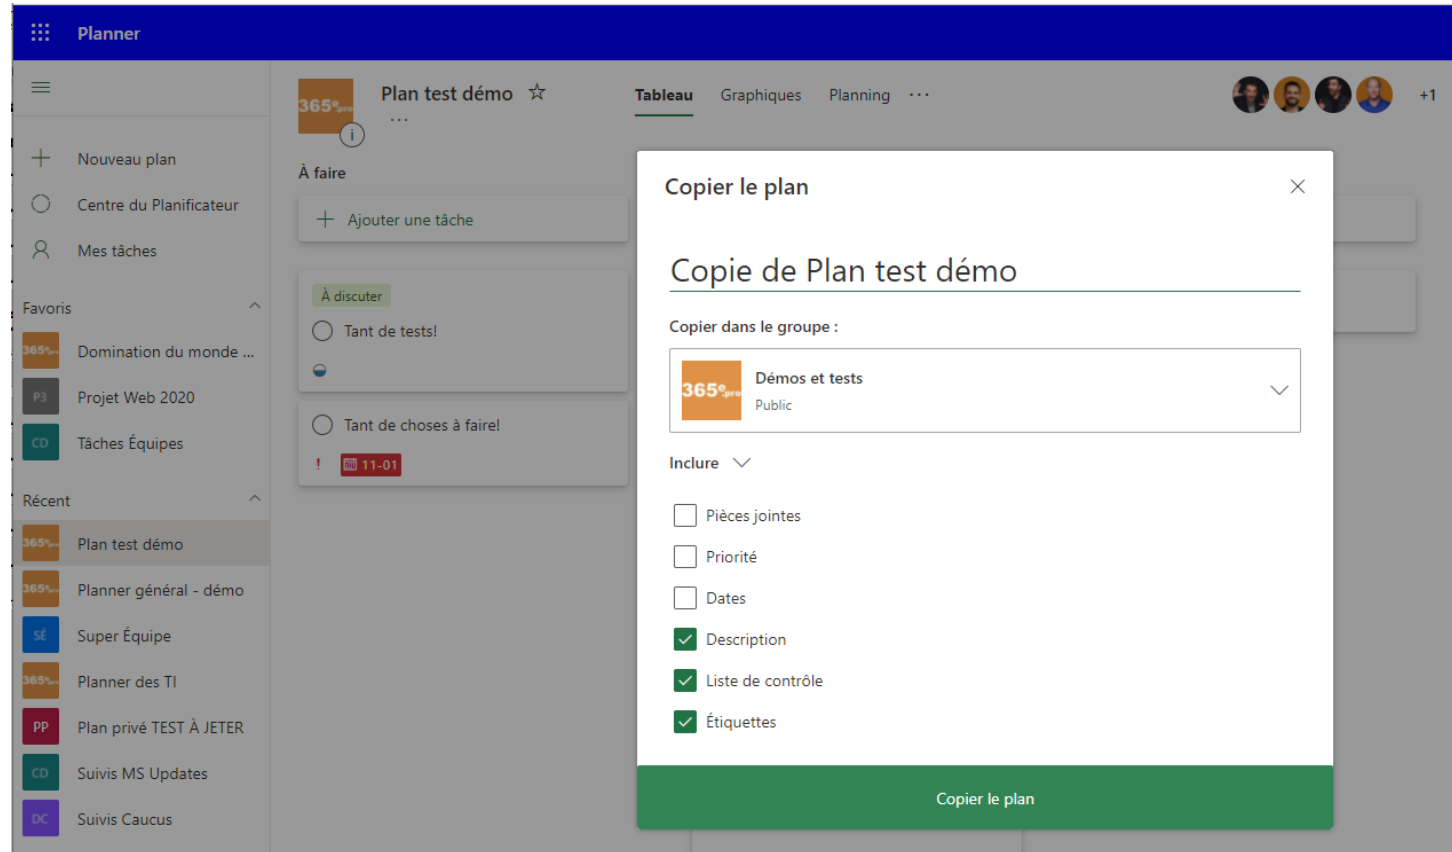 Planner
Plan test démo
Tableau
Graphiques
Planning
+1
Nouveau plan
Centre du Planificateur
Mes tâches
Favoris
Domination du monde ...
P3
Projet Web 2020
CD
Tâches Équipes
Récent
Plan test démo
Planner général - démo
SÉ
Super Équipe
Planner des TI
PP
Plan privé TEST À JETER
CD
Suivis MS Updates
DC
Suivis Caucus
À faire
Ajouter une tâche
À discuter
Tant de tests!
Tant de choses à faire!
! 11-01
Copier le plan
Copie de Plan test démo
Copier dans le groupe :
Démos et tests
Public
Inclure
Pièces jointes
Priorité
Dates
Description
Liste de contrôle
Étiquettes
Copier le plan